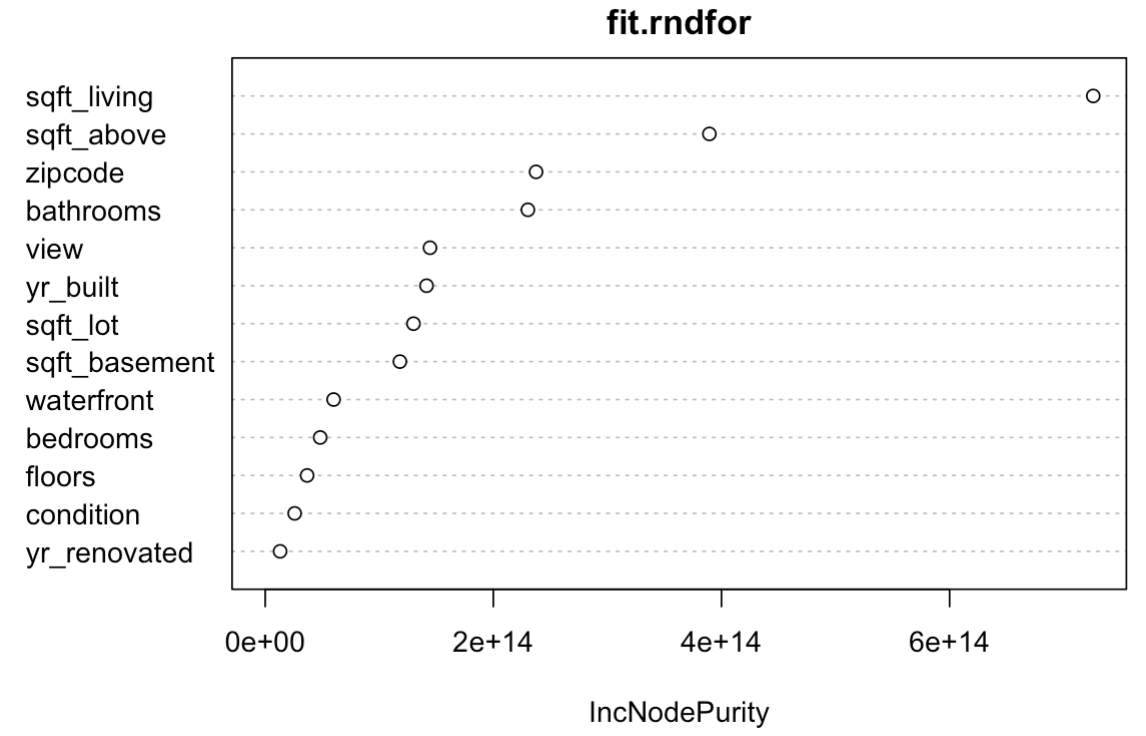 fit.rndfor
sqft_living
sqft_above
zipcode
bathrooms
view
yr_built
sqft_lot
sqft_basement
waterfront
bedrooms
floors
condition
yr_renovated
0e+00 2e+14 4e+14 6e+14
IncNodePurity